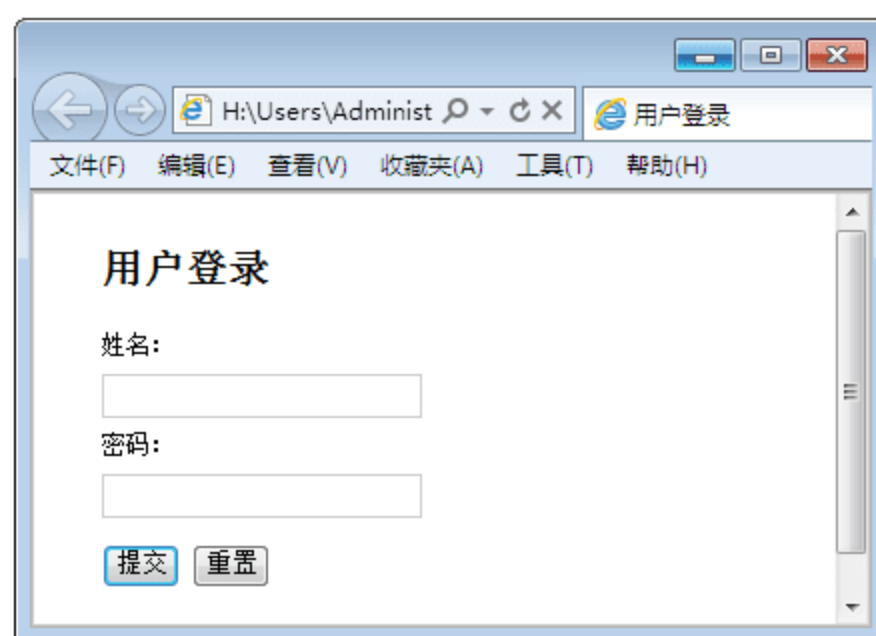 H:\Users\Administ 用户登录
文件(F) 编辑(E) 查看(V) 收藏夹(A) 工具(T) 帮助(H)
用户登录
姓名：
密码：
提交 重置